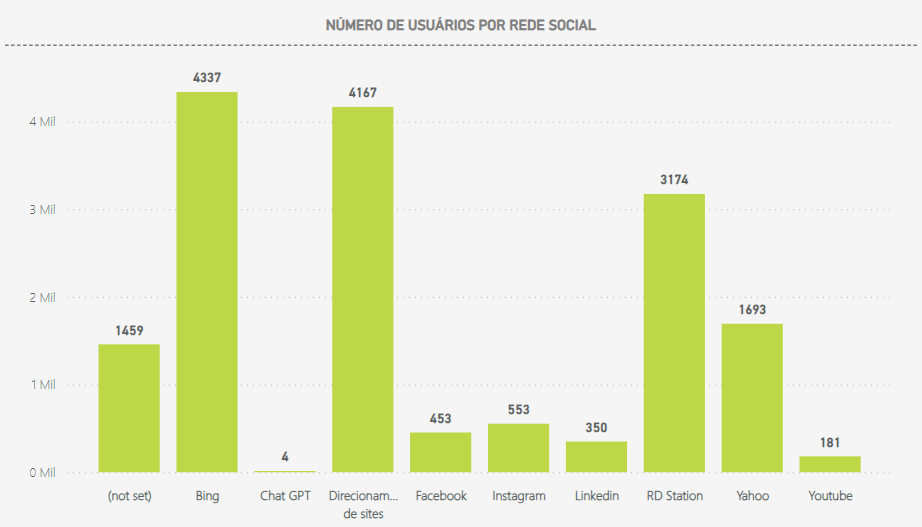 NÚMERO DE USUÁRIOS POR REDE SOCIAL
4337
4167
4 Mil
3174
3 Mil
2 Mil
1693
1459
1 Mil
553
453
350
181
4
0 Mil
(not set) Bing Chat GPT Direcionam... Facebook Instagram Linkedin RD Station Yahoo Youtube
de sites